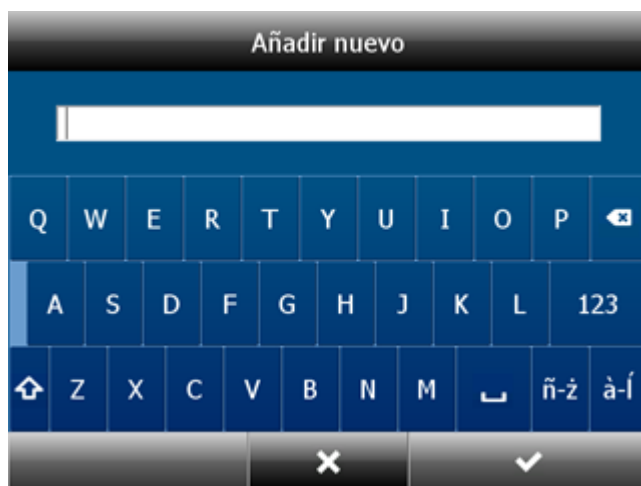 Añadir nuevo
Q W E R T Y U I O P
A S D F G H J K L 123
Z X C V B N M ñ-ż à-Í